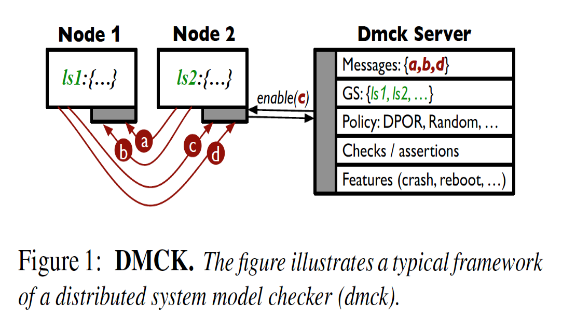 Node 1 Node 2 Dmck Server
ls1:{...} ls2:{...}
Messages: {a,b,d}
GS: {ls1, ls2, ...}
enable(c)
Policy: DPOR, Random, ...
Checks / assertions
Features (crash, reboot, ...)
b a c d
Figure 1: DMCK. The figure illustrates a typical framework
of a distributed system model checker (dmck).